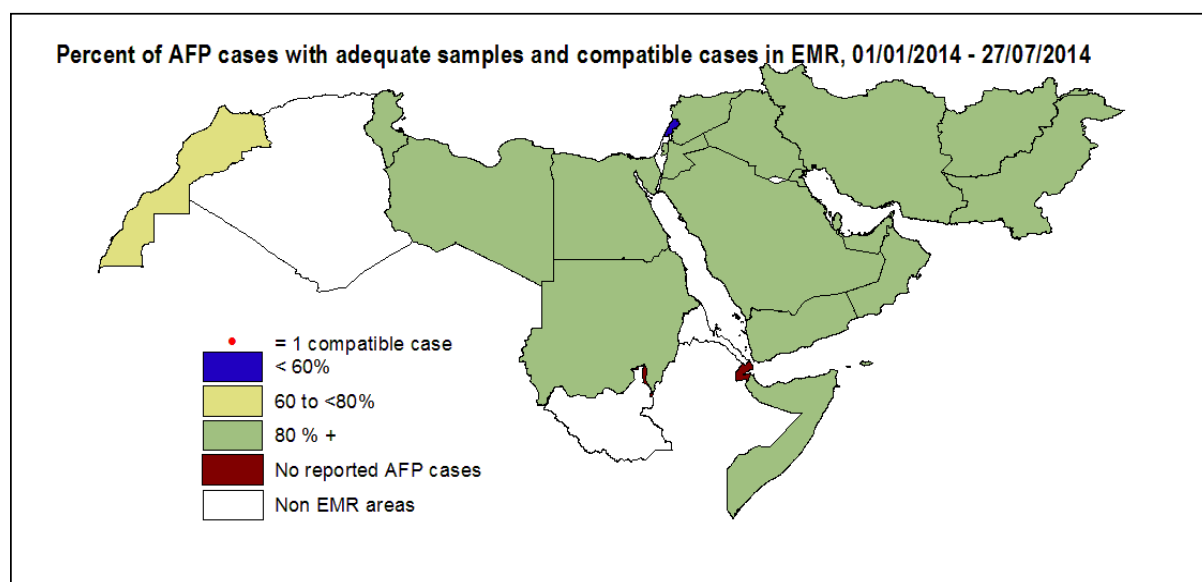 Percent of AFP cases with adequate samples and compatible cases in EMR, 01/01/2014 - 27/07/2014
= 1 compatible case
< 60%
60 to <80%
80 % +
No reported AFP cases
Non EMR areas